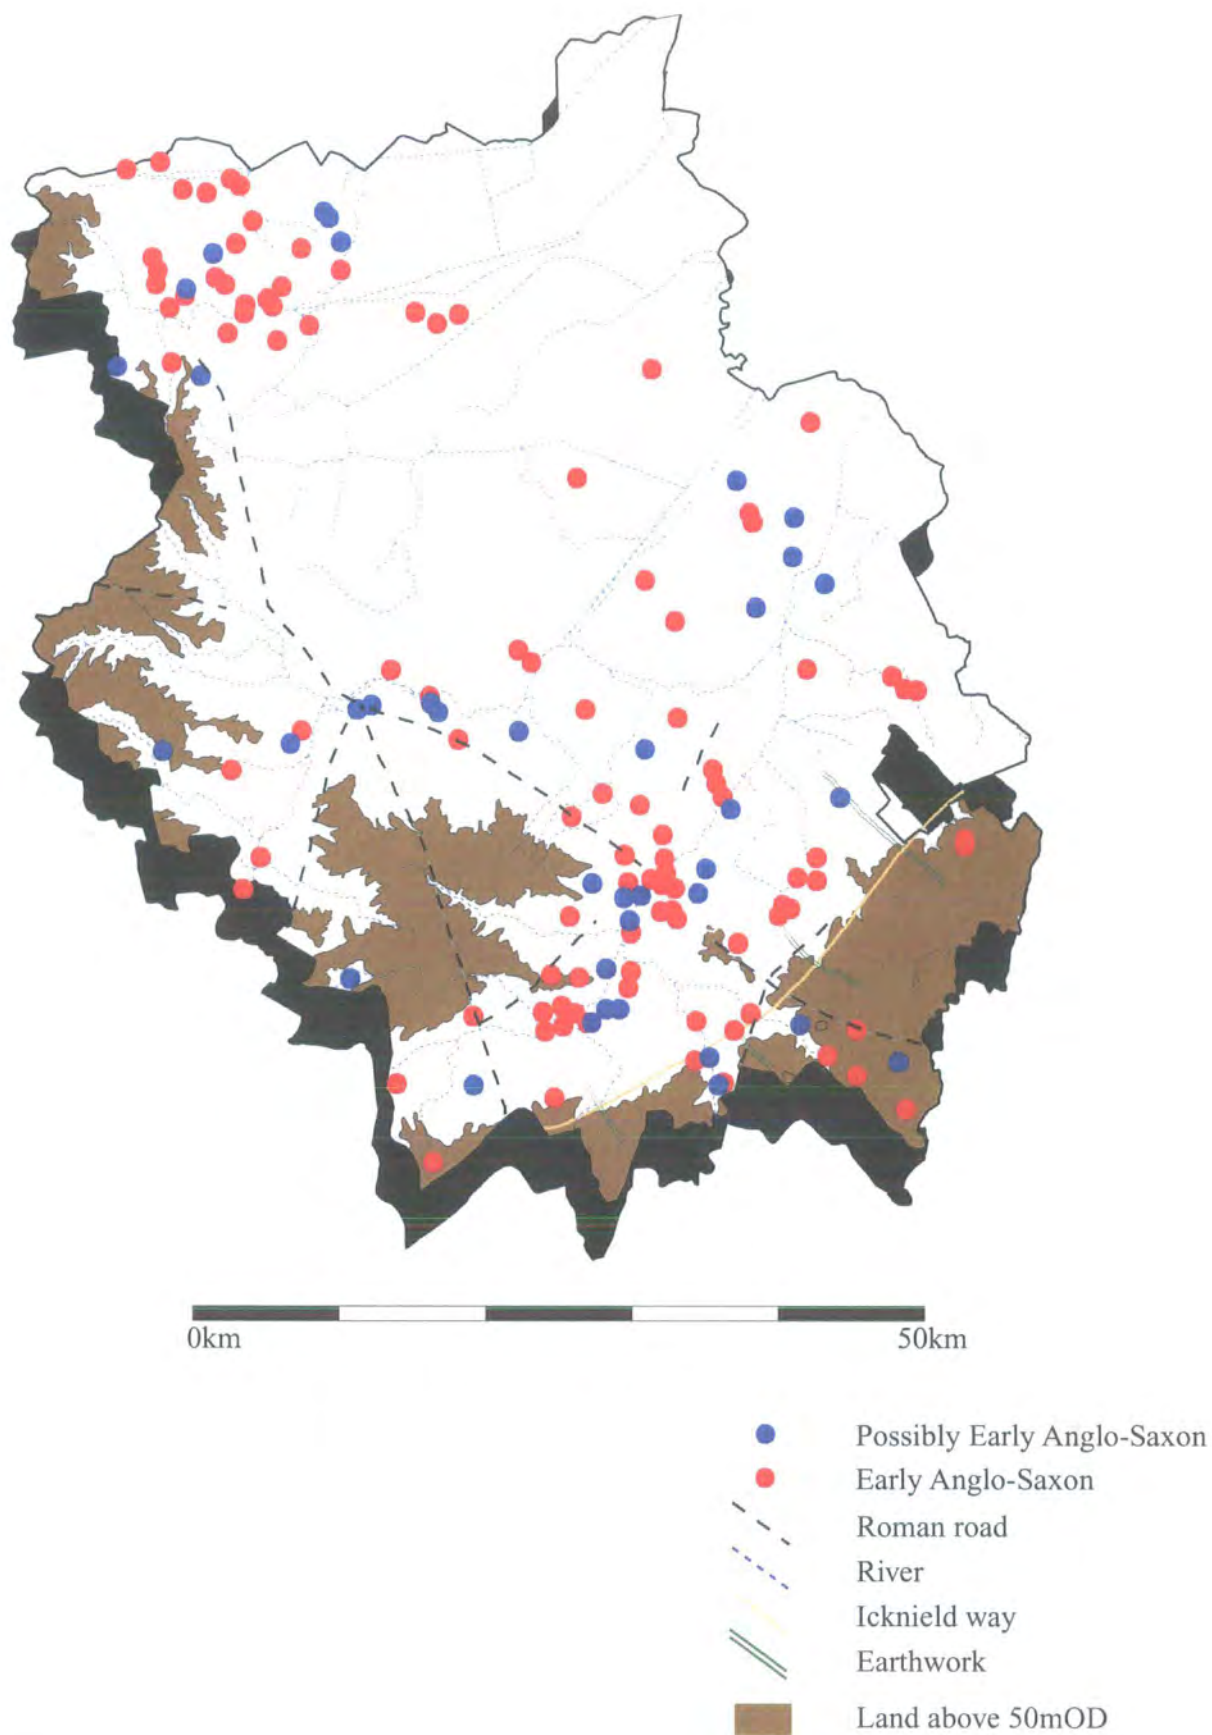 0km 50km
Possibly Early Anglo-Saxon
Early Anglo-Saxon
Roman road
River
Icknield way
Earthwork
Land above 50mOD